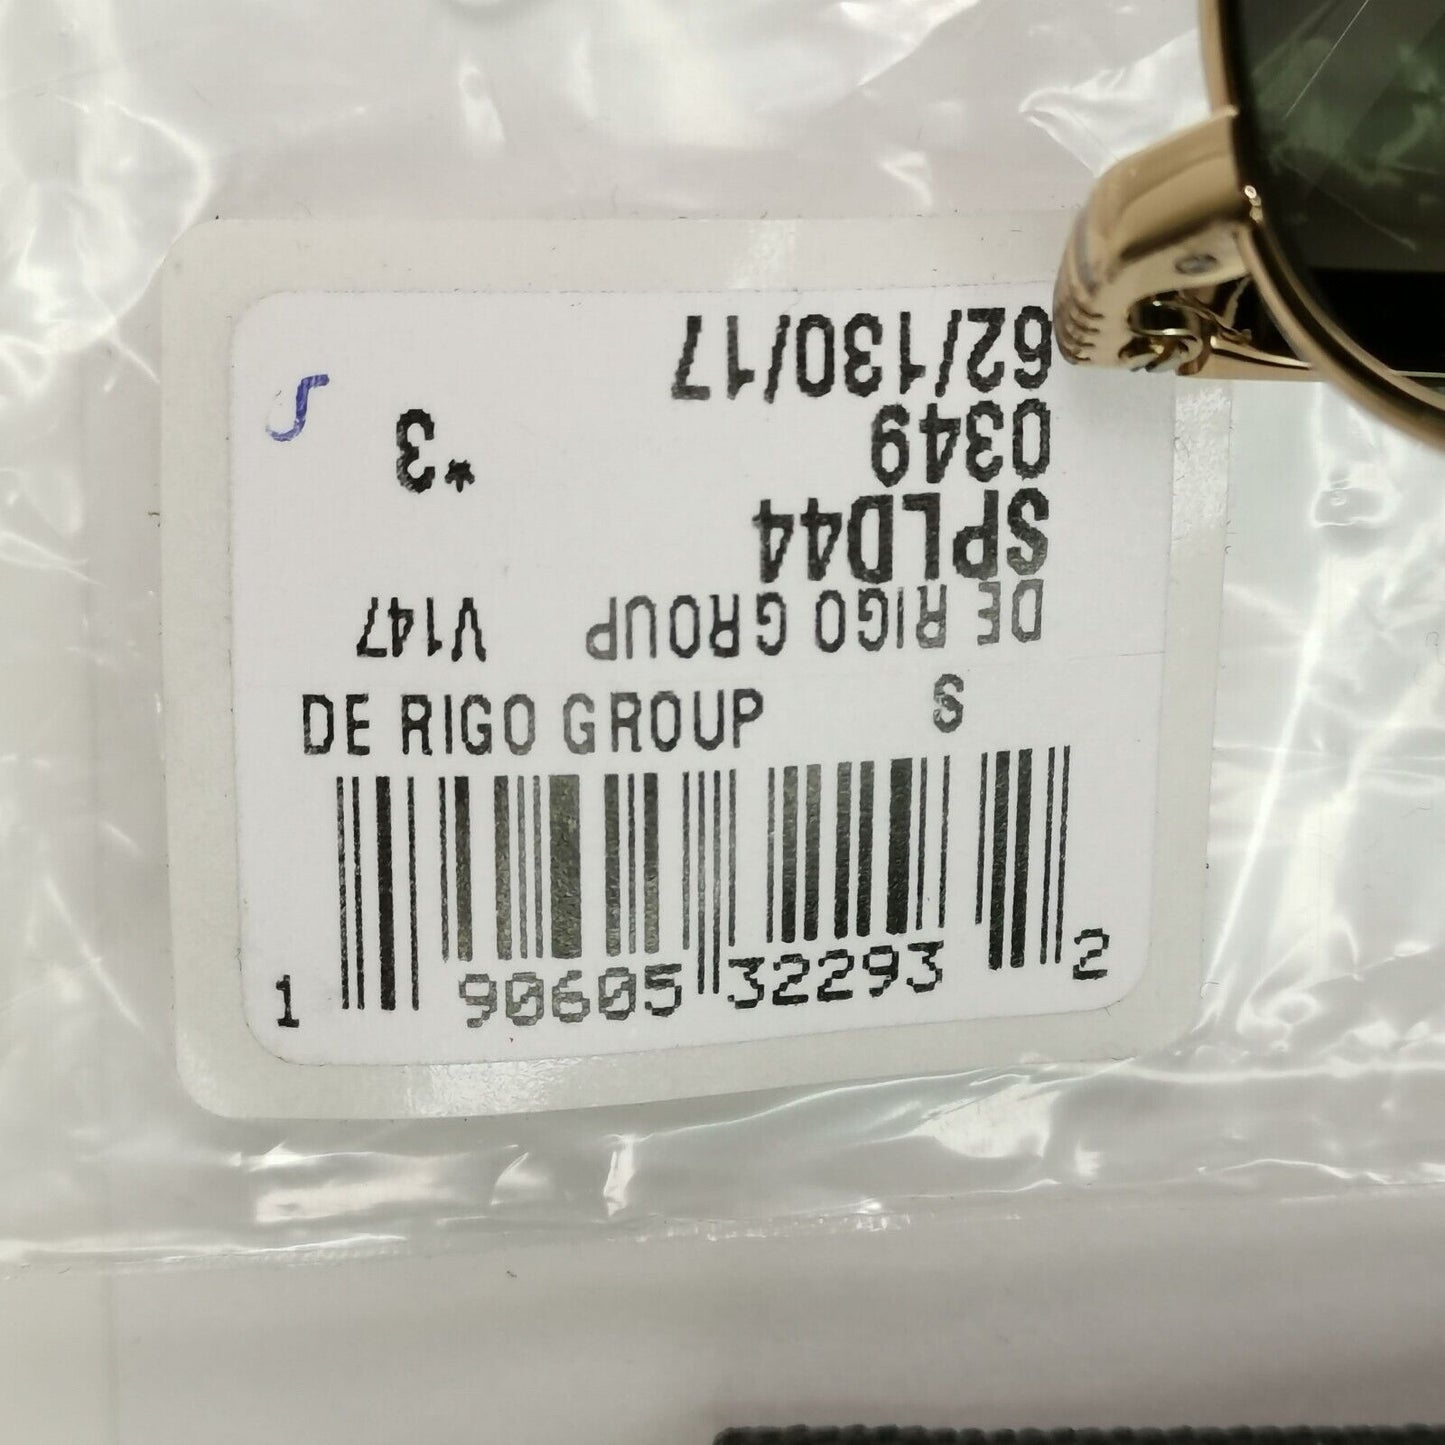 62/130/17
0349 *3
SPLD44
DE RIGO GROUP V147
DE RIGO GROUP S
1 90605 32293 2